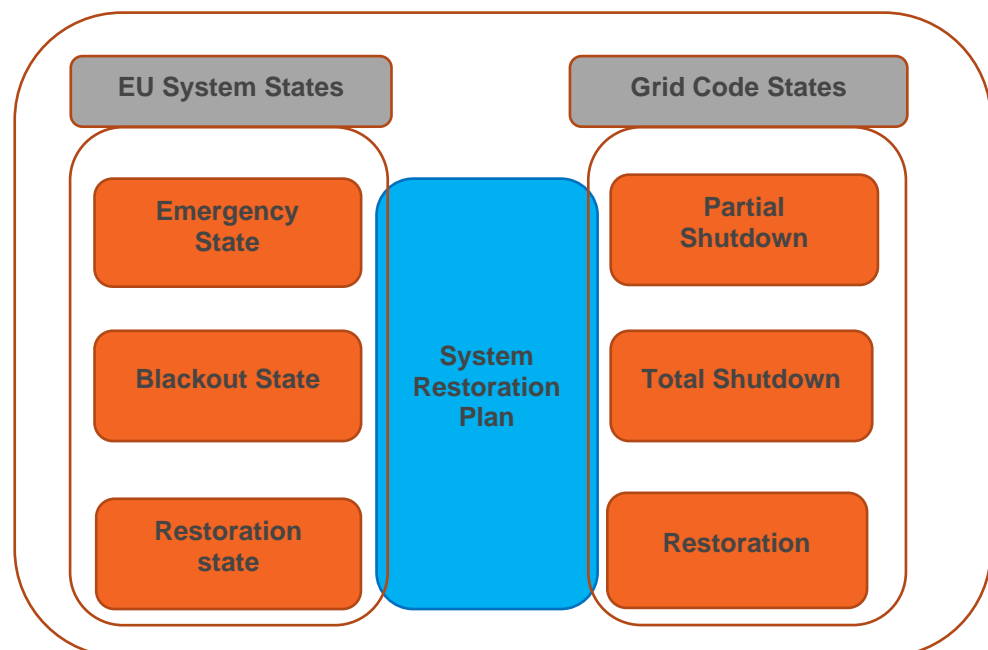 EU System States
Grid Code States
Emergency
State
Partial
Shutdown
Blackout State
System
Restoration
Plan
Total Shutdown
Restoration
state
Restoration